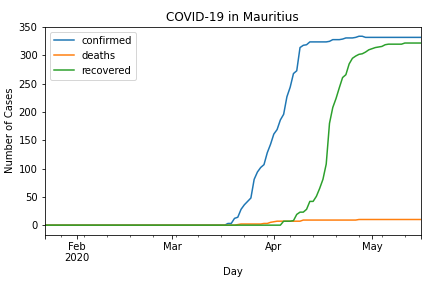 COVID-19 in Mauritius
confirmed
deaths
recovered
Number of Cases
350
300
250
200
150
100
50
0
Feb
2020
Mar
Apr
May
Day